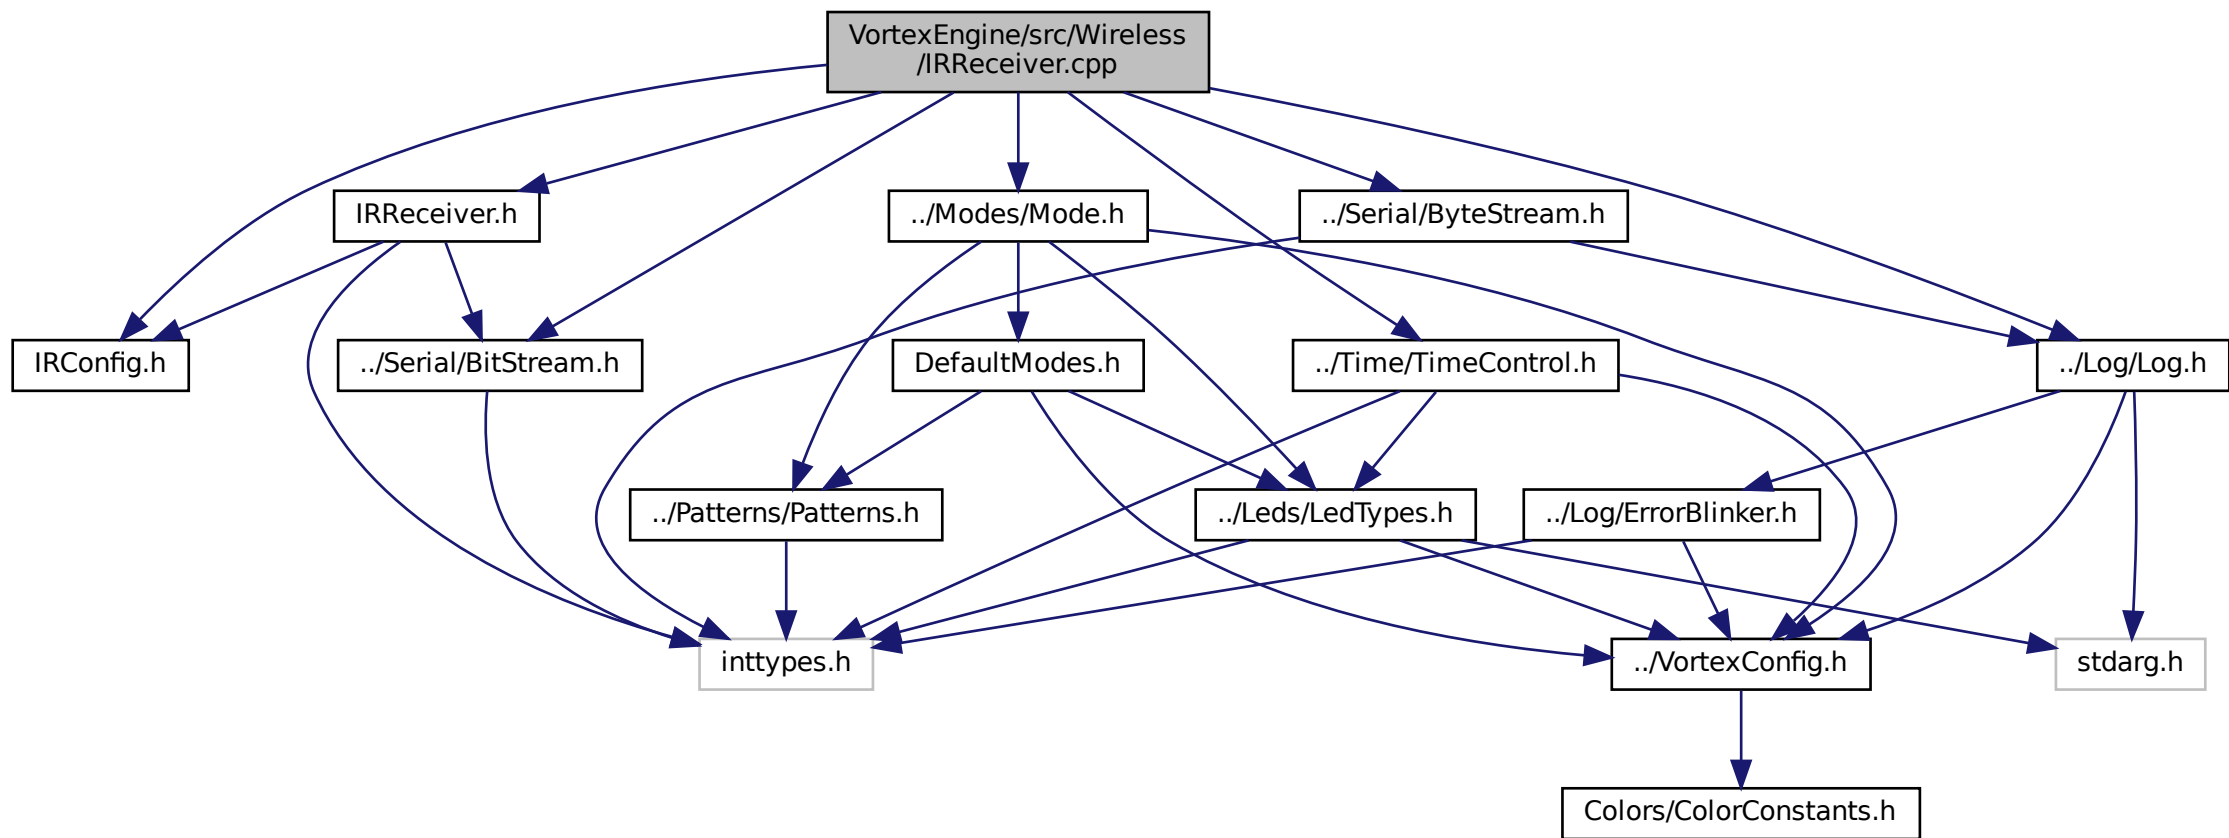 VortexEngine/src/Wireless
/IRReceiver.cpp
IRReceiver.h
../Modes/Mode.h
../Serial/ByteStream.h
IRConfig.h
../Serial/BitStream.h
DefaultModes.h
../Time/TimeControl.h
../Log/Log.h
../Patterns/Patterns.h
../Leds/LedTypes.h
../Log/ErrorBlinker.h
inttypes.h
../VortexConfig.h
stdarg.h
Colors/ColorConstants.h